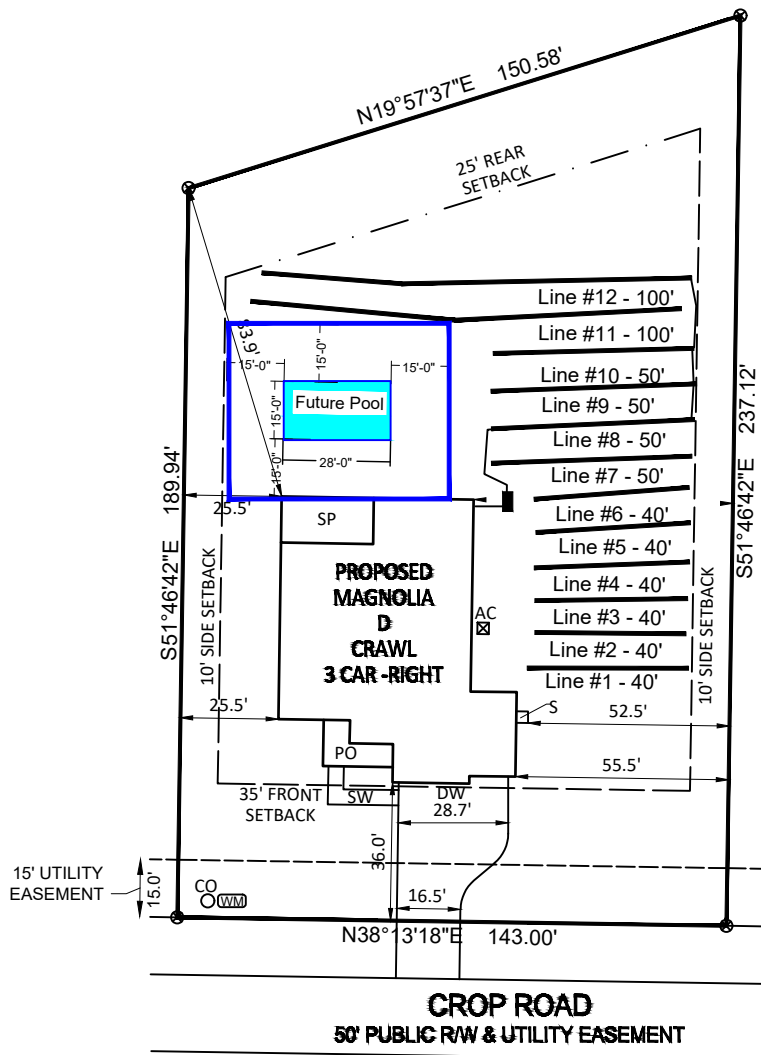 N19°57'37"E 150.58'
25' REAR
SETBACK
Line #12 - 100'
Line #11 - 100'
Line #10 - 50'
Line #9 - 50'
Line #8 - 50'
Line #7 - 50'
Line #6 - 40'
Line #5 - 40'
Line #4 - 40'
Line #3 - 40'
Line #2 - 40'
Line #1 - 40'
83.9'
15'-0"
15'-0"
15'-0"
15'-0"
Future Pool
28'-0"
15'-0"
25.5'
S51°46'42"E 189.94'
S51°46'42"E 237.12'
SP
PROPOSED
MAGNOLIA
D
CRAWL
3 CAR -RIGHT
AC
10' SIDE SETBACK
10' SIDE SETBACK
25.5'
S
52.5'
PO
55.5'
35' FRONT
SETBACK
SW
DW
28.7'
36.0'
15' UTILITY
EASEMENT
15.0'
CO
WM
16.5'
N38°13'18"E 143.00'
CROP ROAD
50' PUBLIC R/W & UTILITY EASEMENT